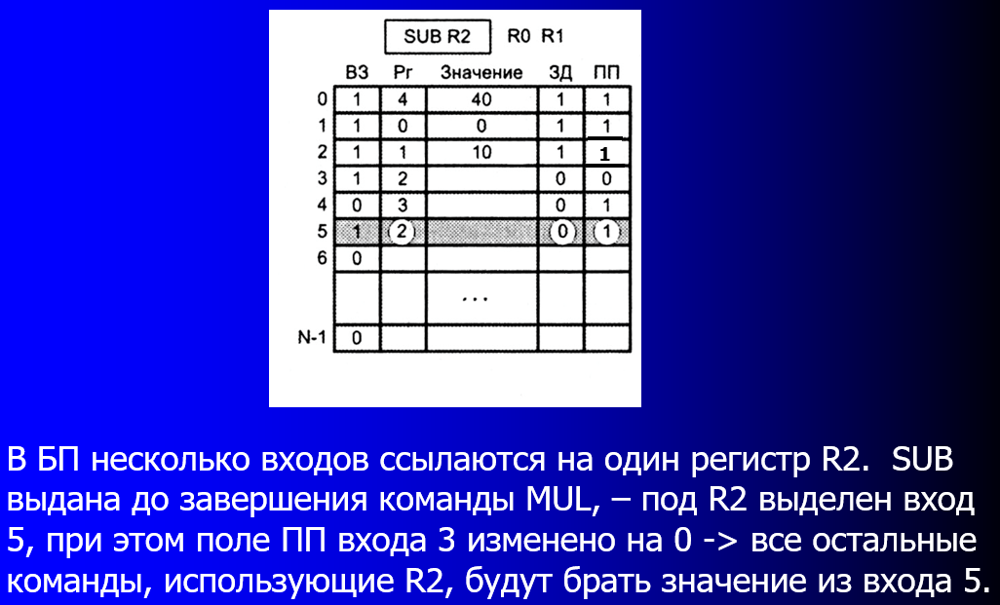 SUB R2 R0 R1
ВЗ Рг Значение ЗД ПП
0 1 4 40 1 1
1 1 0 0 1 1
2 1 1 10 1 1
3 1 2 0 0
4 0 3 0 1
5 1 2 0 1
6 0
...
N-1 0
В БП несколько входов ссылаются на один регистр R2. SUB
выдана до завершения команды MUL, – под R2 выделен вход
5, при этом поле ПП входа 3 изменено на 0 -> все остальные
команды, использующие R2, будут брать значение из входа 5.